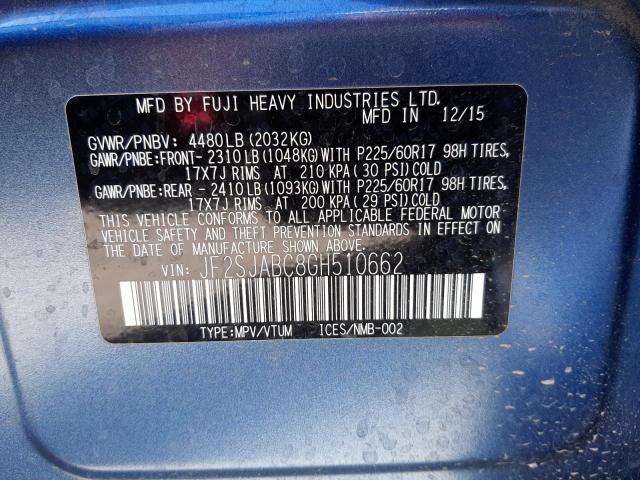 MFD BY FUJI HEAVY INDUSTRIES LTD.
MFD IN 12/15
GVWR/PNBV: 4480LB(2032KG)
GAWR/PNBE:FRONT- 2310LB(1048KG)WITH P225/60R17 98H TIRES,
17X7J RIMS AT 210 KPA( 30 PSI)COLD
GAWR/PNBE:REAR - 2410LB(1093KG)WITH P225/60R17 98H TIRES,
17X7J RIMS AT 200 KPA( 29 PSI)COLD
THIS VEHICLE CONFORMS TO ALL APPLICABLE FEDERAL MOTOR
VEHICLE SAFETY AND THEFT PREVENTION STANDARDS IN EFFECT
ON THE DATE OF MANUFACTURE SHOWN ABOVE.
VIN: JF2SJABC8GH510662
TYPE:MPV/VTUM ICES/NMB-002